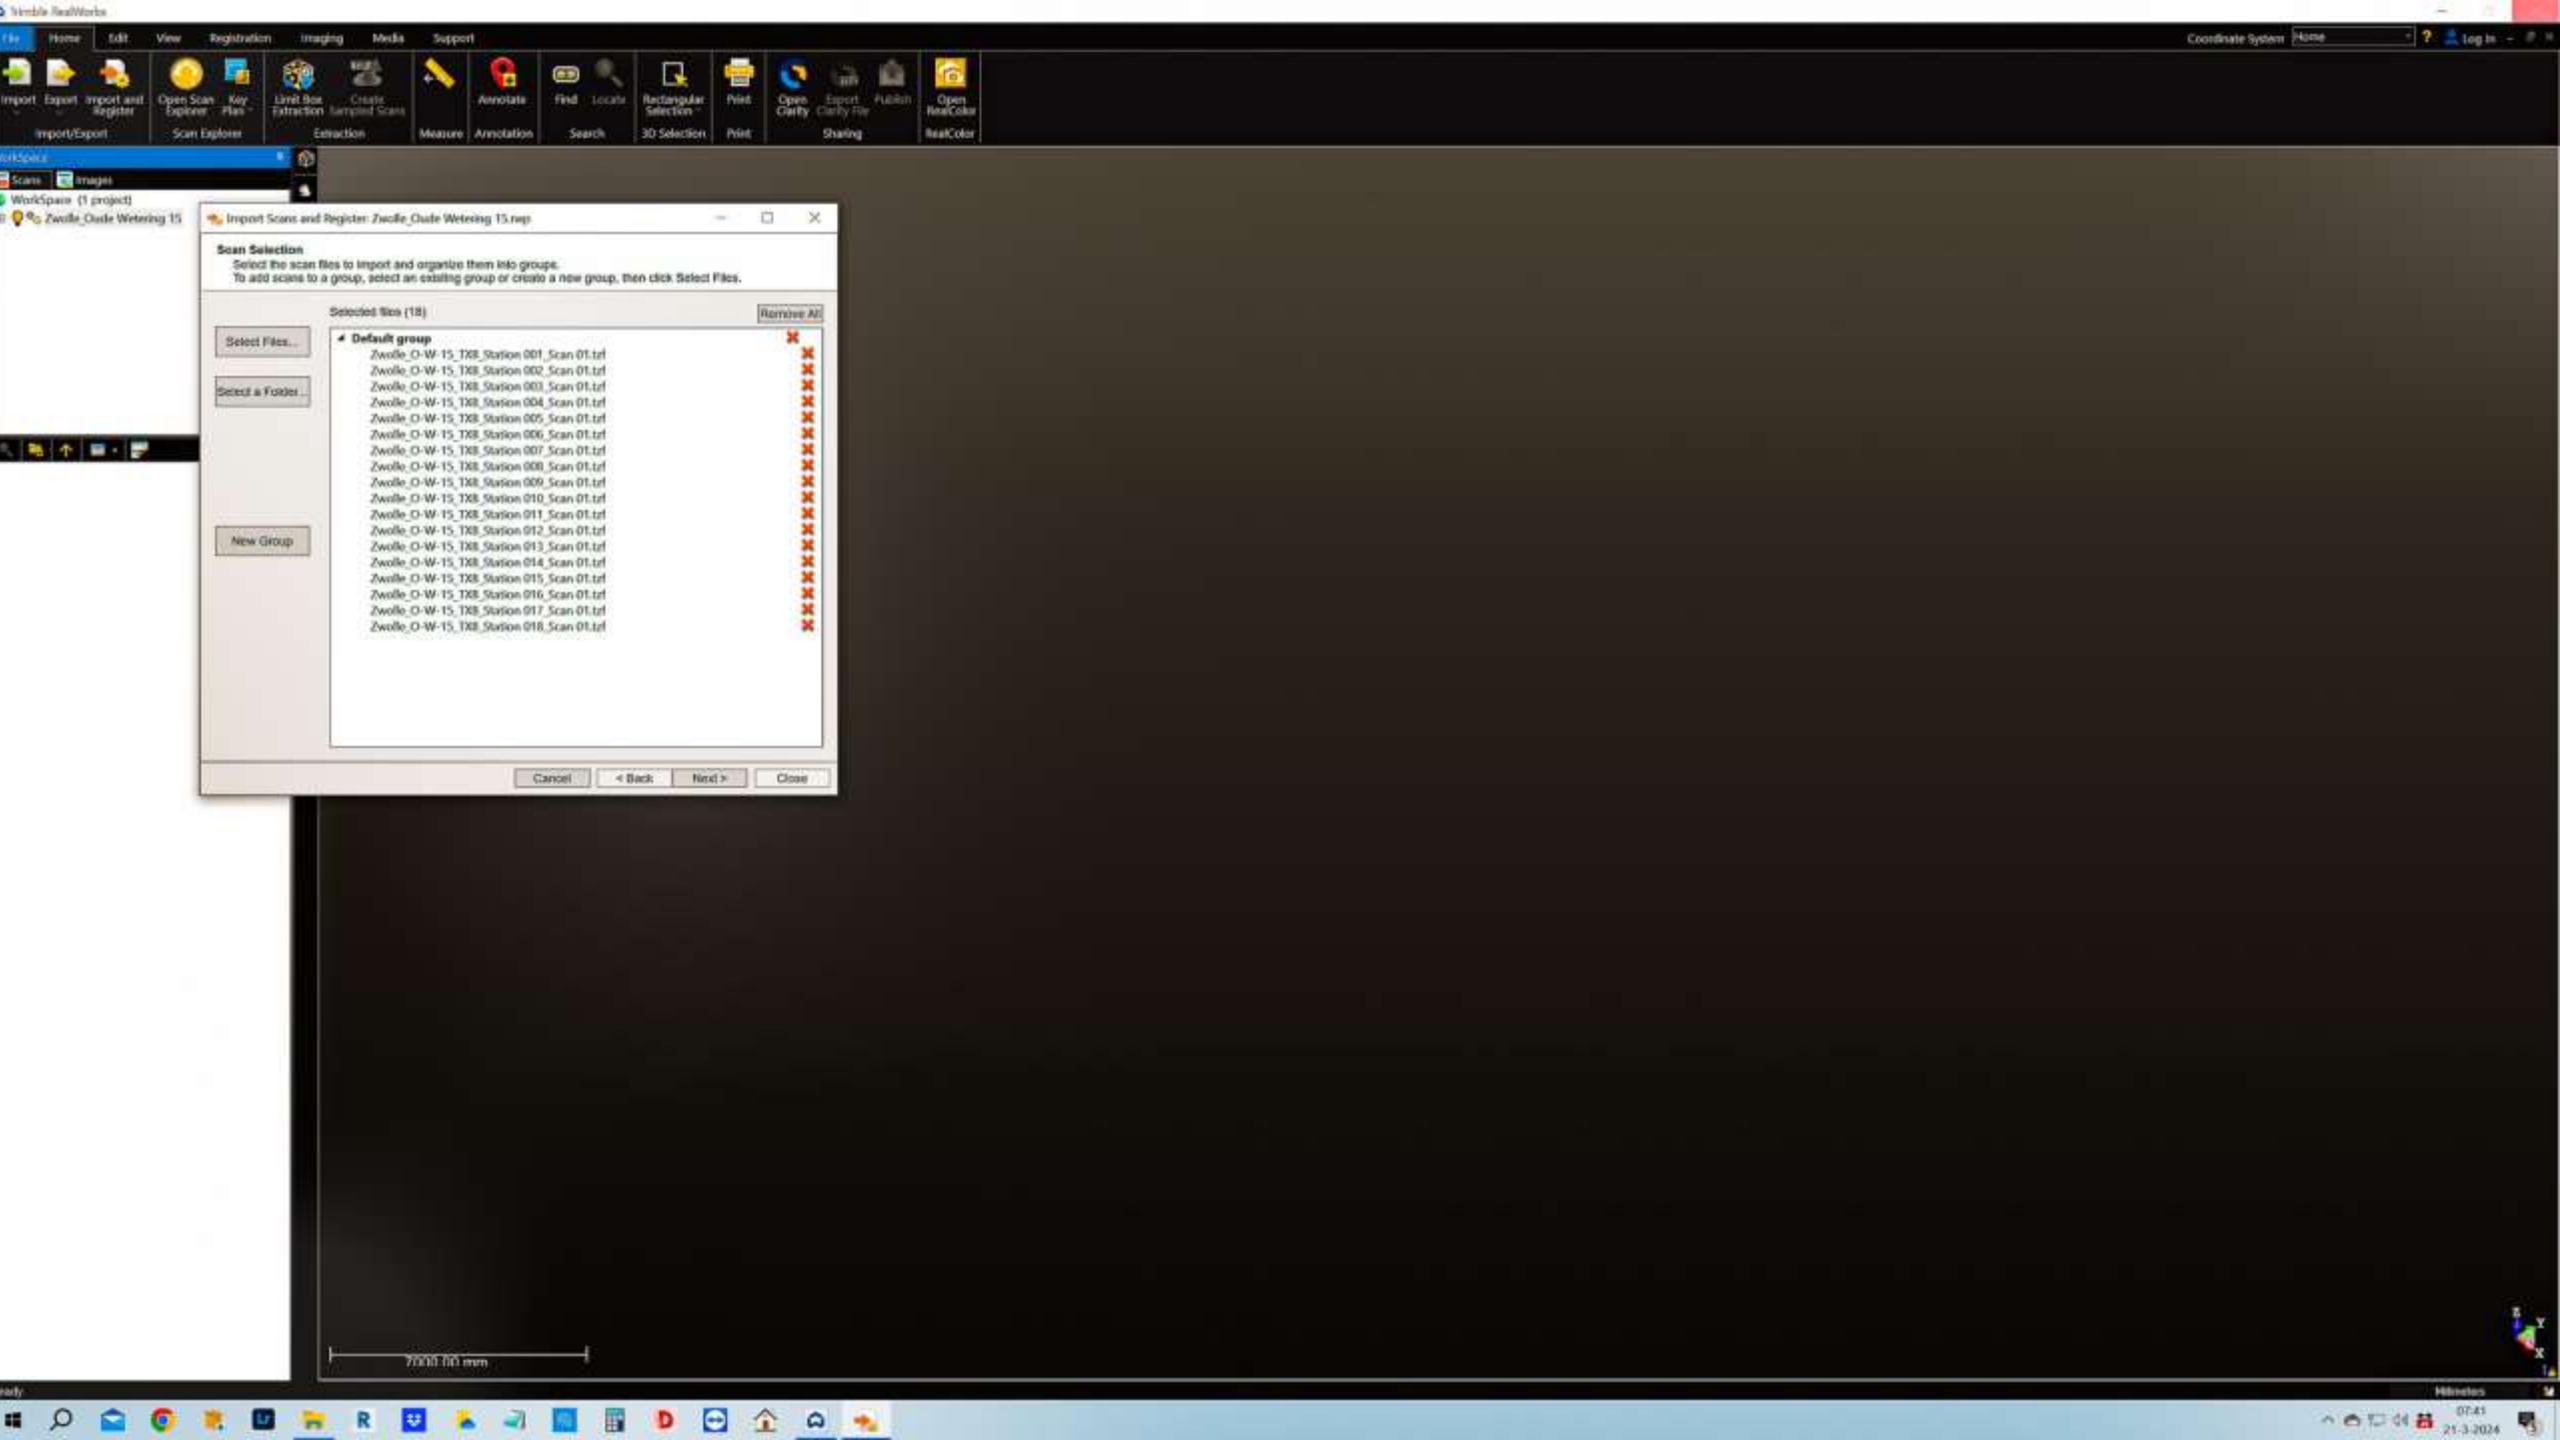 Trimble RealWorks
File Home Edit View Registration Imaging Media Support
Coordinate System Home ? Log In
Import Export Import and Register
Import/Export
Open Scan Explorer Key Plan
Scan Explorer
Limit Box Extraction Create Sampled Scans
Extraction
Measure
Annotate
Annotation
Find Locate
Search
Rectangular Selection
3D Selection
Print
Print
Open Clarity Export Clarity File Publish
Sharing
Open RealColor
RealColor
WorkSpace
Scans Images
WorkSpace (1 project)
Zwolle_Oude Wetering 15
Import Scans and Register: Zwolle_Oude Wetering 15.rwp
Scan Selection
Select the scan files to import and organize them into groups.
To add scans to a group, select an existing group or create a new group, then click Select Files.
Selected files (18)
Remove All
Select Files...
Select a Folder...
New Group
Default group
Zwolle_O-W-15_TX8_Station 001_Scan 01.tzf
Zwolle_O-W-15_TX8_Station 002_Scan 01.tzf
Zwolle_O-W-15_TX8_Station 003_Scan 01.tzf
Zwolle_O-W-15_TX8_Station 004_Scan 01.tzf
Zwolle_O-W-15_TX8_Station 005_Scan 01.tzf
Zwolle_O-W-15_TX8_Station 006_Scan 01.tzf
Zwolle_O-W-15_TX8_Station 007_Scan 01.tzf
Zwolle_O-W-15_TX8_Station 008_Scan 01.tzf
Zwolle_O-W-15_TX8_Station 009_Scan 01.tzf
Zwolle_O-W-15_TX8_Station 010_Scan 01.tzf
Zwolle_O-W-15_TX8_Station 011_Scan 01.tzf
Zwolle_O-W-15_TX8_Station 012_Scan 01.tzf
Zwolle_O-W-15_TX8_Station 013_Scan 01.tzf
Zwolle_O-W-15_TX8_Station 014_Scan 01.tzf
Zwolle_O-W-15_TX8_Station 015_Scan 01.tzf
Zwolle_O-W-15_TX8_Station 016_Scan 01.tzf
Zwolle_O-W-15_TX8_Station 017_Scan 01.tzf
Zwolle_O-W-15_TX8_Station 018_Scan 01.tzf
Cancel < Back Next > Close
7000.00 mm
Z
Y
X
eady
Millimeters
Lr R D
07:41
21-3-2024